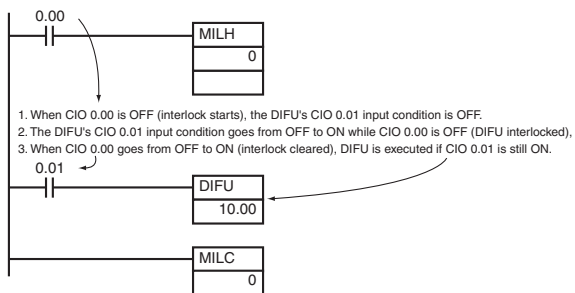 0.00
MILH
0
1. When CIO 0.00 is OFF (interlock starts), the DIFU's CIO 0.01 input condition is OFF.
2. The DIFU's CIO 0.01 input condition goes from OFF to ON while CIO 0.00 is OFF (DIFU interlocked),
3. When CIO 0.00 goes from OFF to ON (interlock cleared), DIFU is executed if CIO 0.01 is still ON.
0.01
DIFU
10.00
MILC
0